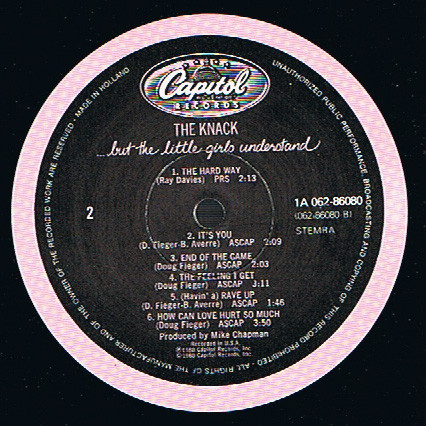 UNAUTHORIZED PUBLIC PERFORMANCE, BROADCASTING AND COPYING OF THIS RECORD PROHIBITED - ALL RIGHTS OF THE MANUFACTURER AND OF THE OWNER OF THE RECORDED WORK ARE RESERVED - MADE IN HOLLAND
Capitol
RECORDS
THE KNACK
...but the little girls understand
1. THE HARD WAY
(Ray Davies) PRS 2:13
1A 062-86080
(062-86080 B)
STEMRA
2
2. IT'S YOU
(D. Fieger-B. Averre) ASCAP 2:09
3. END OF THE GAME
(Doug Fieger) ASCAP 2:03
4. THE FEELING I GET
(Doug Fieger) ASCAP 3:11
5. (Havin' a) RAVE UP
(D. Fieger-B. Averre) ASCAP 1:46
6. HOW CAN LOVE HURT SO MUCH
(Doug Fieger) ASCAP 3:50
Produced by Mike Chapman
Recorded in U.S.A.
℗1980 Capitol Records, Inc.
©1980 Capitol Records, Inc.